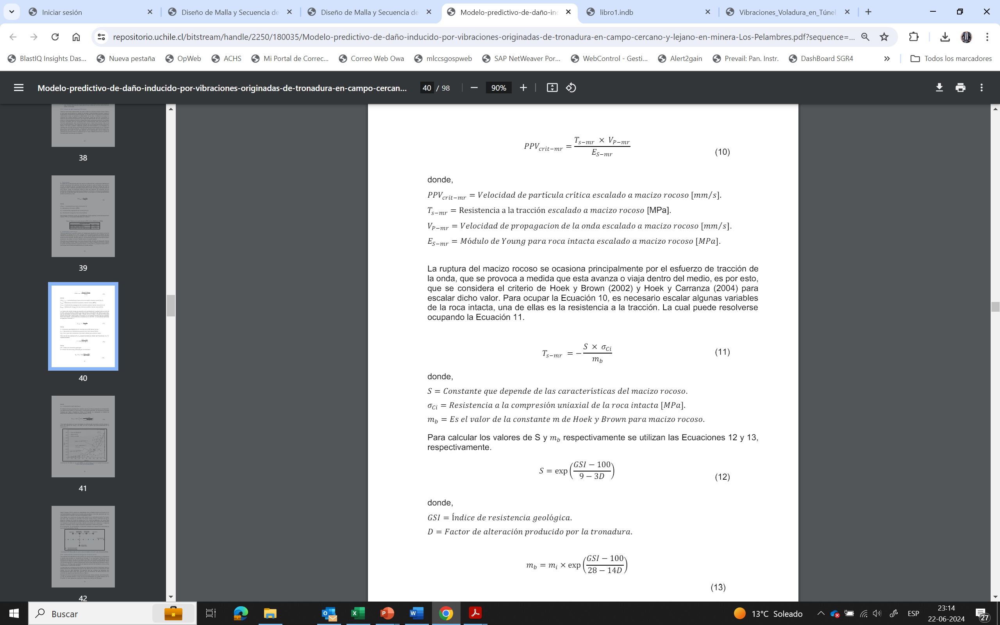 Iniciar sesión
Diseño de Malla y Secuencia de
Diseño de Malla y Secuencia de
Modelo-predictivo-de-daño-inc
libro1.indb
Vibraciones_Voladura_en_Túnel
repositorio.uchile.cl/bitstream/handle/2250/180035/Modelo-predictivo-de-daño-inducido-por-vibraciones-originadas-de-tronadura-en-campo-cercano-y-lejano-en-minera-Los-Pelambres.pdf?sequence=...
BlastIQ Insights Das...
Nueva pestaña
OpWeb
ACHS
Mi Portal de Correc...
Correo Web Owa
mlccsgospweb
SAP NetWeaver Por...
WebControl - Gesti...
Alert2gain
Prevail: Pan. Instr.
DashBoard SGR4
»
Todos los marcadores
Modelo-predictivo-de-daño-inducido-por-vibraciones-originadas-de-tronadura-en-campo-cercan...
40 / 98
90%
38
39
40
41
42
PPV_{crit-mr} = \frac{T_{s-mr} × V_{P-mr}}{E_{S-mr}} (10)
donde,
PPV_{crit-mr} = Velocidad de partícula crítica escalado a macizo rocoso [mm/s].
T_{s-mr} = Resistencia a la tracción escalado a macizo rocoso [MPa].
V_{P-mr} = Velocidad de propagacion de la onda escalado a macizo rocoso [mm/s].
E_{S-mr} = Módulo de Young para roca intacta escalado a macizo rocoso [MPa].
La ruptura del macizo rocoso se ocasiona principalmente por el esfuerzo de tracción de
la onda, que se provoca a medida que esta avanza o viaja dentro del medio, es por esto,
que se considera el criterio de Hoek y Brown (2002) y Hoek y Carranza (2004) para
escalar dicho valor. Para ocupar la Ecuación 10, es necesario escalar algunas variables
de la roca intacta, una de ellas es la resistencia a la tracción. La cual puede resolverse
ocupando la Ecuación 11.
T_{s-mr} = -\frac{S × σ_{Ci}}{m_b} (11)
donde,
S = Constante que depende de las características del macizo rocoso.
σ_{Ci} = Resistencia a la compresión uniaxial de la roca intacta [MPa].
m_b = Es el valor de la constante m de Hoek y Brown para macizo rocoso.
Para calcular los valores de S y m_b respectivamente se utilizan las Ecuaciones 12 y 13,
respectivamente.
S = exp(\frac{GSI - 100}{9 - 3D}) (12)
donde,
GSI = Índice de resistencia geológica.
D = Factor de alteración producido por la tronadura.
m_b = m_i × exp(\frac{GSI - 100}{28 - 14D})
(13)
Buscar
13°C Soleado
ESP
23:14
22-06-2024
27